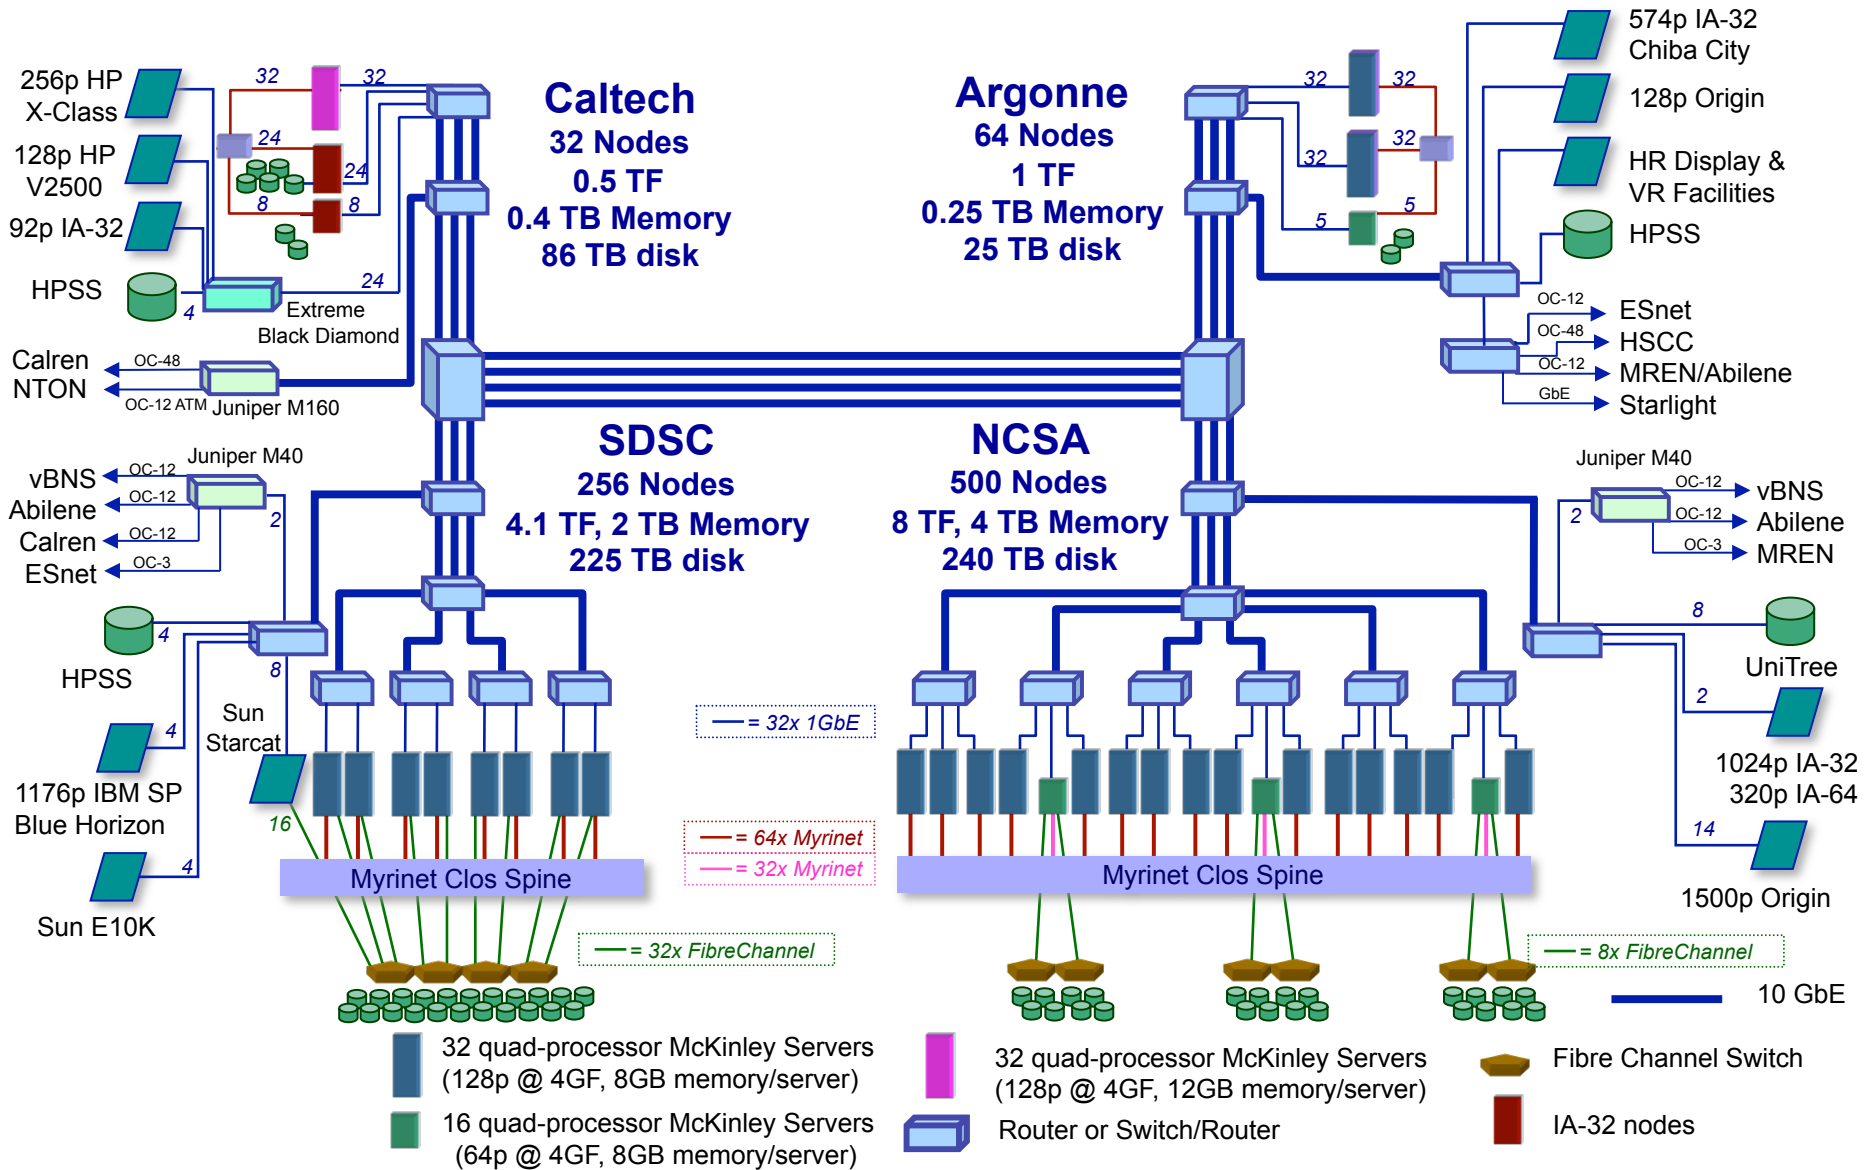 256p HP
X-Class
128p HP
V2500
92p IA-32
HPSS
4
32
32
24
24
8
8
24
Extreme
Black Diamond
Calren
NTON
OC-48
OC-12 ATM
Juniper M160
Caltech
32 Nodes
0.5 TF
0.4 TB Memory
86 TB disk
Argonne
64 Nodes
1 TF
0.25 TB Memory
25 TB disk
32
32
32
32
5
5
574p IA-32
Chiba City
128p Origin
HR Display &
VR Facilities
HPSS
OC-12
ESnet
OC-48
HSCC
OC-12
MREN/Abilene
GbE
Starlight
Juniper M40
vBNS
OC-12
Abilene
OC-12
Calren
OC-12
ESnet
OC-3
2
HPSS
4
8
Sun
Starcat
4
1176p IBM SP
Blue Horizon
16
4
Sun E10K
SDSC
256 Nodes
4.1 TF, 2 TB Memory
225 TB disk
NCSA
500 Nodes
8 TF, 4 TB Memory
240 TB disk
Juniper M40
OC-12
vBNS
2
OC-12
Abilene
OC-3
MREN
8
UniTree
2
1024p IA-32
320p IA-64
14
1500p Origin
= 32x 1GbE
= 64x Myrinet
= 32x Myrinet
Myrinet Clos Spine
Myrinet Clos Spine
= 32x FibreChannel
= 8x FibreChannel
10 GbE
32 quad-processor McKinley Servers
(128p @ 4GF, 8GB memory/server)
16 quad-processor McKinley Servers
(64p @ 4GF, 8GB memory/server)
32 quad-processor McKinley Servers
(128p @ 4GF, 12GB memory/server)
Router or Switch/Router
Fibre Channel Switch
IA-32 nodes